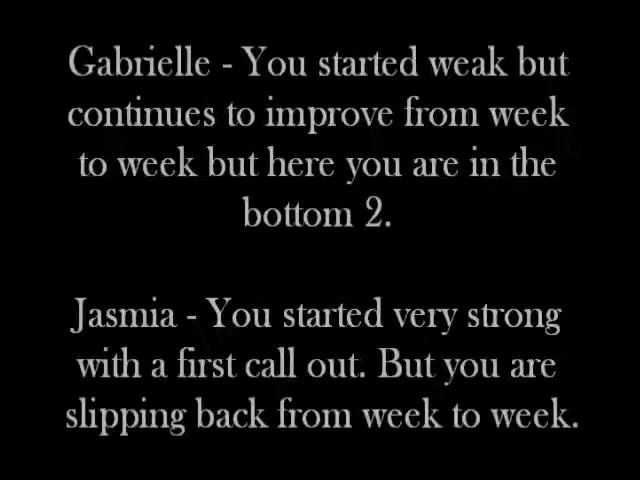 Gabrielle - You started weak but
continues to improve from week
to week but here you are in the
bottom 2.
Jasmia - You started very strong
with a first call out. But you are
slipping back from week to week.